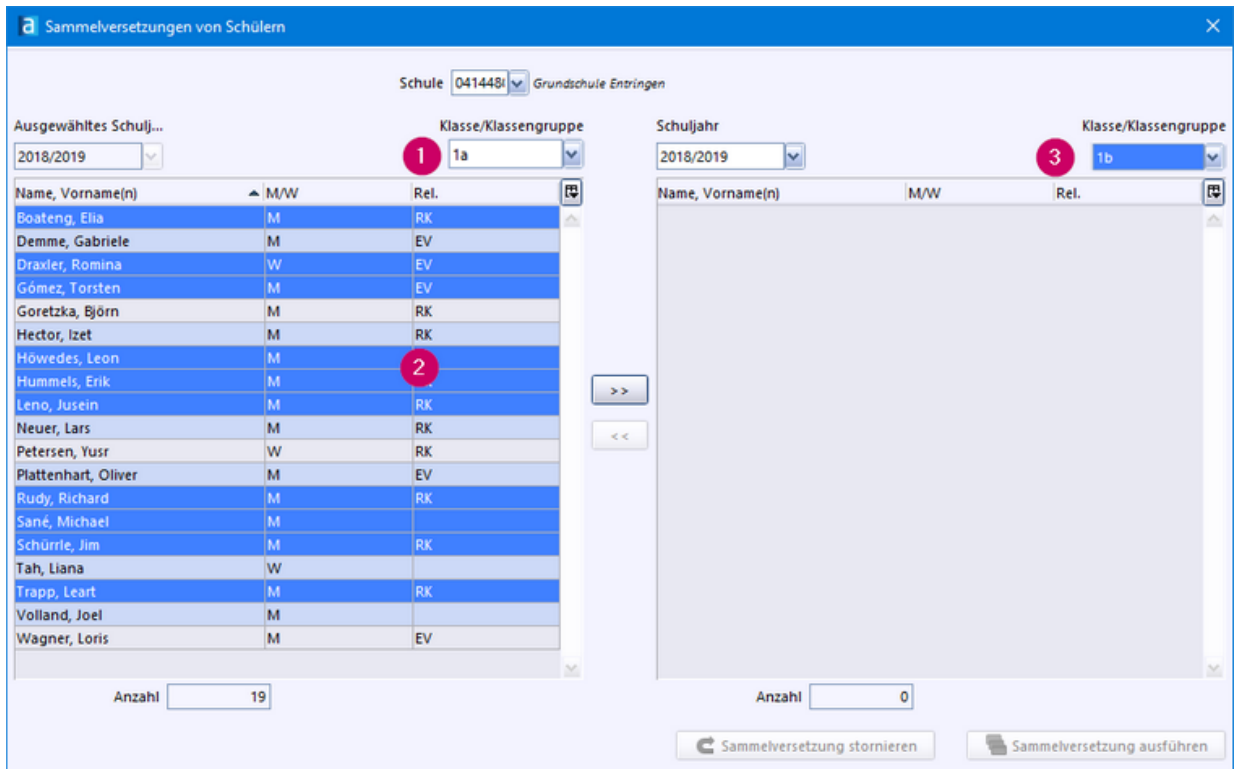 a Sammelversetzungen von Schülern
Schule 0414480 Grundschule Entringen
Ausgewähltes Schulj... Klasse/Klassengruppe Schuljahr Klasse/Klassengruppe
2018/2019 1 1a 2018/2019 3 1b
Name, Vorname(n) M/W Rel. Name, Vorname(n) M/W Rel.
Boateng, Elia M RK
Demme, Gabriele M EV
Draxler, Romina W EV
Gómez, Torsten M EV
Goretzka, Björn M RK
Hector, Izet M RK
Höwedes, Leon M
2
Hummels, Erik M
Leno, Jusein M RK
>>
Neuer, Lars M RK
<<
Petersen, Yusr W RK
Plattenhart, Oliver M EV
Rudy, Richard M RK
Sané, Michael M
Schürrle, Jim M RK
Tah, Liana W
Trapp, Leart M RK
Volland, Joel M
Wagner, Loris M EV
Anzahl 19 Anzahl 0
Sammelversetzung stornieren Sammelversetzung ausführen